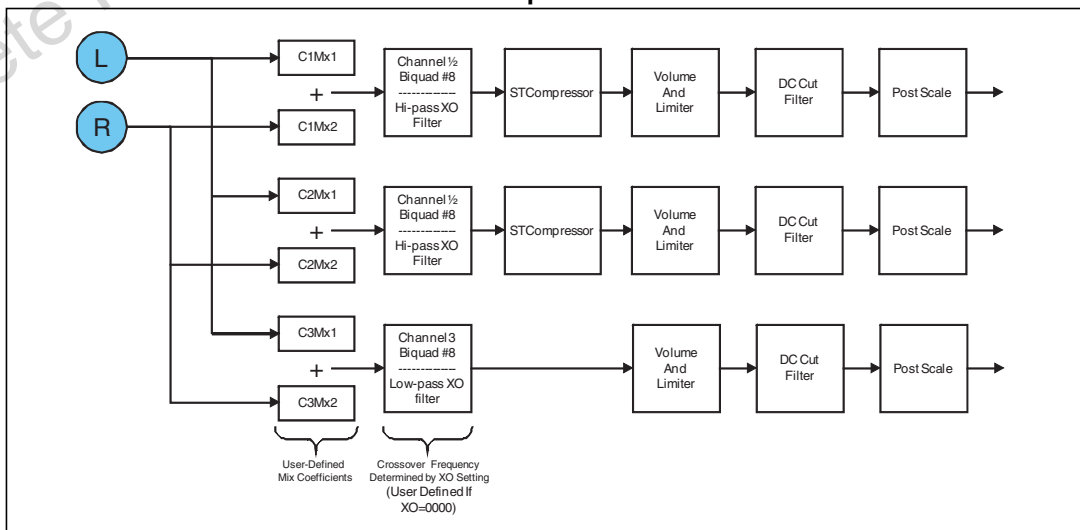 ete
L
R
C1Mx1
+
C1Mx2
Channel ½
Biquad #8
--------------
Hi-pass XO
Filter
STCompressor
Volume
And
Limiter
DC Cut
Filter
Post Scale
C2Mx1
+
C2Mx2
Channel ½
Biquad #8
--------------
Hi-pass XO
Filter
STCompressor
Volume
And
Limiter
DC Cut
Filter
Post Scale
C3Mx1
+
C3Mx2
Channel 3
Biquad #8
--------------
Low-pass XO
filter
Volume
And
Limiter
DC Cut
Filter
Post Scale
User-Defined
Mix Coefficients
Crossover Frequency
Determined by XO Setting
(User Defined If
XO=0000)